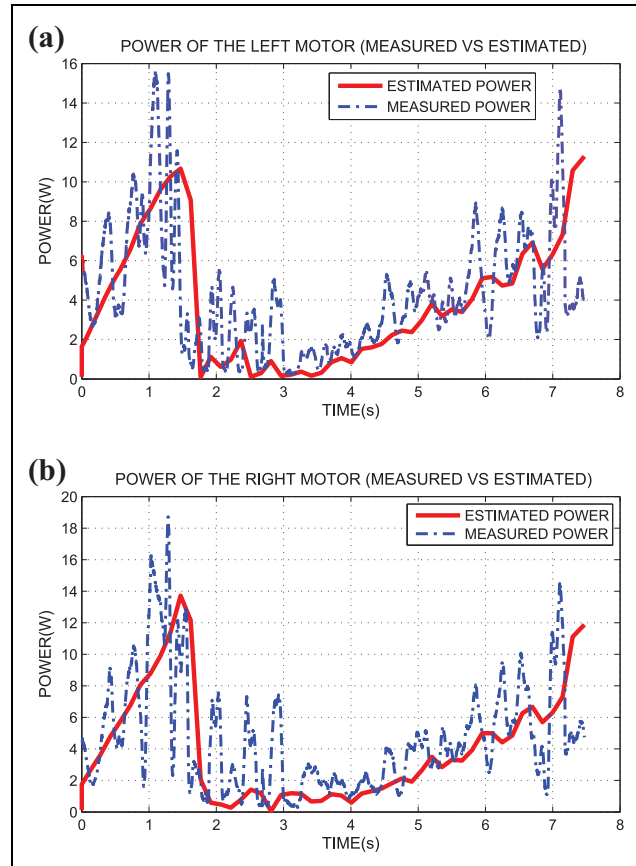 (a)
POWER OF THE LEFT MOTOR (MEASURED VS ESTIMATED)
16
14
12
10
8
6
4
2
0
POWER(W)
ESTIMATED POWER
MEASURED POWER
0 1 2 3 4 5 6 7 8
TIME(s)
(b)
POWER OF THE RIGHT MOTOR (MEASURED VS ESTIMATED)
20
18
16
14
12
10
8
6
4
2
0
POWER(W)
ESTIMATED POWER
MEASURED POWER
0 1 2 3 4 5 6 7 8
TIME(s)